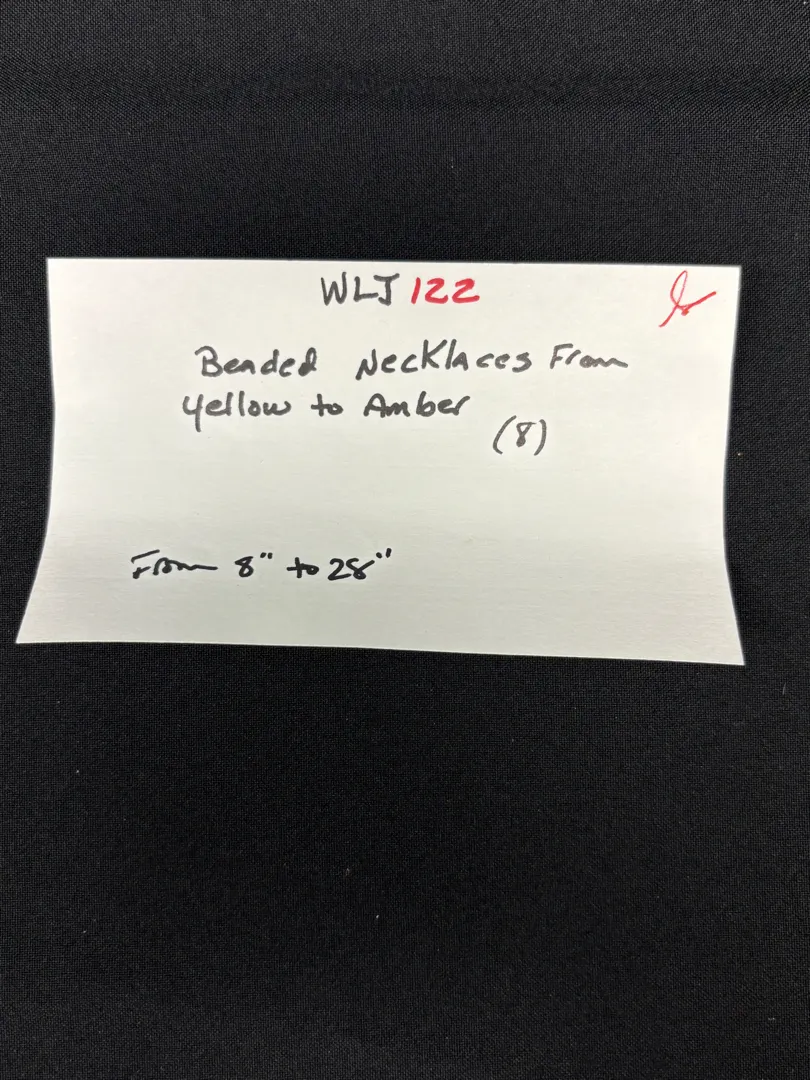 WLJ 122
Beaded Necklaces From
yellow to Amber
(8)
From 8" to 28"